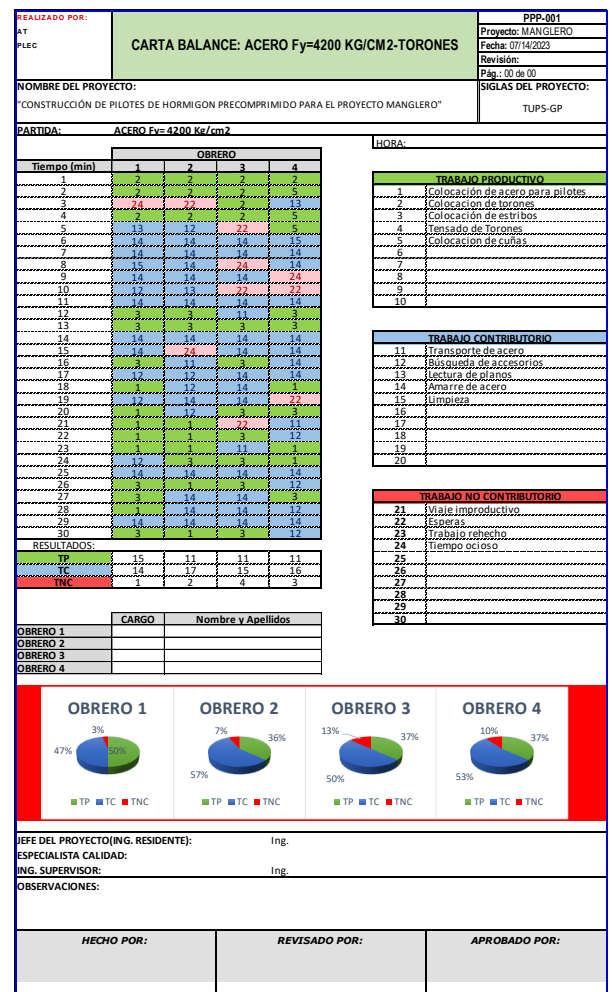 REALIZADO POR:
AT
PLEC
CARTA BALANCE: ACERO Fy=4200 KG/CM2-TORONES
PPP-001
Proyecto: MANGLERO
Fecha: 07/14/2023
Revisión:
Pág.: 00 de 00
NOMBRE DEL PROYECTO:
SIGLAS DEL PROYECTO:
"CONSTRUCCIÓN DE PILOTES DE HORMIGON PRECOMPRIMIDO PARA EL PROYECTO MANGLERO"
TUPS-GP
PARTIDA: ACERO Fy= 4200 Kg/cm2
HORA:
OBRERO
Tiempo (min) 1 2 3 4
1 2 2 2 2
2 2 2 2 5
3 24 22 2 13
4 2 2 2 5
5 13 12 22 5
6 14 14 14 15
7 14 14 14 14
8 15 14 24 14
9 14 14 14 24
10 12 13 22 22
11 14 14 14 14
12 3 3 11 3
13 3 3 3 3
14 14 14 14 14
15 14 24 14 14
16 3 11 3 14
17 12 12 14 14
18 1 12 14 1
19 12 14 14 22
20 1 12 3 3
21 1 1 22 11
22 1 1 3 12
23 1 1 11 1
24 12 3 3 1
25 14 14 14 14
26 3 1 3 12
27 3 14 14 3
28 1 14 14 12
29 14 14 14 14
30 3 1 3 12
RESULTADOS:
TP 15 11 11 11
TC 14 17 15 16
TNC 1 2 4 3
TRABAJO PRODUCTIVO
1 Colocación de acero para pilotes
2 Colocacion de torones
3 Colocación de estribos
4 Tensado de Torones
5 Colocacion de cuñas
6
7
8
9
10
TRABAJO CONTRIBUTORIO
11 Transporte de acero
12 Búsqueda de accesorios
13 Lectura de planos
14 Amarre de acero
15 Limpieza
16
17
18
19
20
TRABAJO NO CONTRIBUTORIO
21 Viaje improductivo
22 Esperas
23 Trabajo rehecho
24 Tiempo ocioso
25
26
27
28
29
30
CARGO Nombre y Apellidos
OBRERO 1
OBRERO 2
OBRERO 3
OBRERO 4
OBRERO 1
3%
47%
50%
TP TC TNC
OBRERO 2
7%
36%
57%
TP TC TNC
OBRERO 3
13%
37%
50%
TP TC TNC
OBRERO 4
10%
37%
53%
TP TC TNC
JEFE DEL PROYECTO(ING. RESIDENTE): Ing.
ESPECIALISTA CALIDAD:
ING. SUPERVISOR: Ing.
OBSERVACIONES:
HECHO POR: REVISADO POR: APROBADO POR: